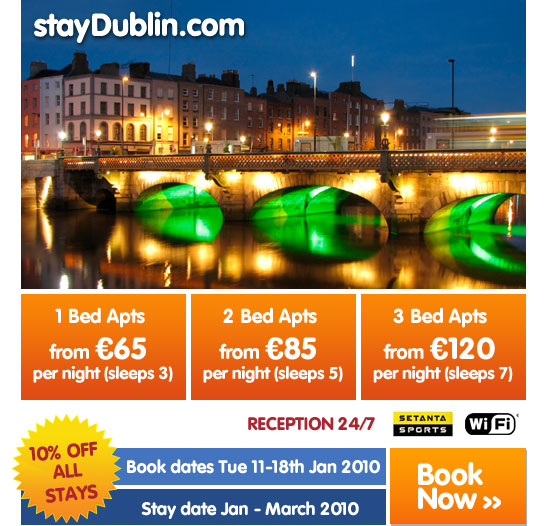 stayDublin.com
1 Bed Apts
from €65
per night (sleeps 3)
2 Bed Apts
from €85
per night (sleeps 5)
3 Bed Apts
from €120
per night (sleeps 7)
RECEPTION 24/7
SETANTA
SPORTS
Wi Fi
10% OFF
ALL
STAYS
Book dates Tue 11-18th Jan 2010
Stay date Jan - March 2010
Book
Now >>